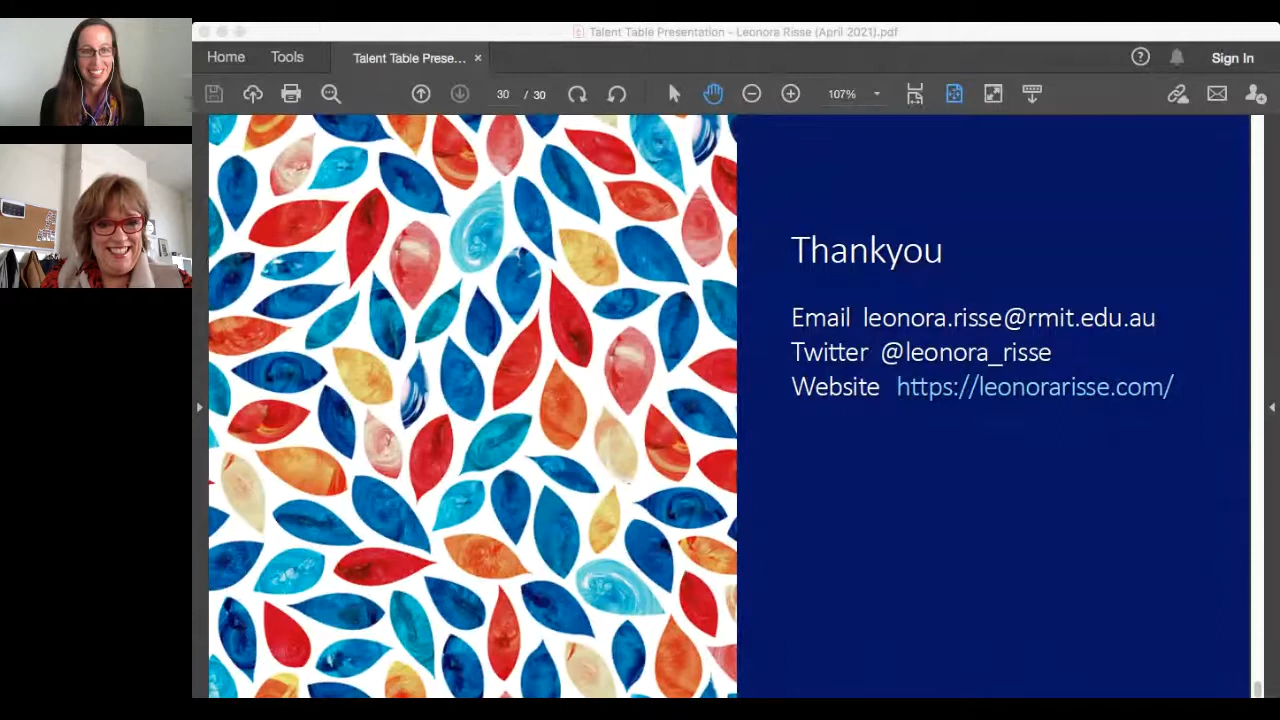 Talent Table Presentation - Leonora Risse (April 2021).pdf
Home Tools Talent Table Prese... × Sign In
30 / 30 107%
Thankyou
Email leonora.risse@rmit.edu.au
Twitter @leonora_risse
Website https://leonorarisse.com/